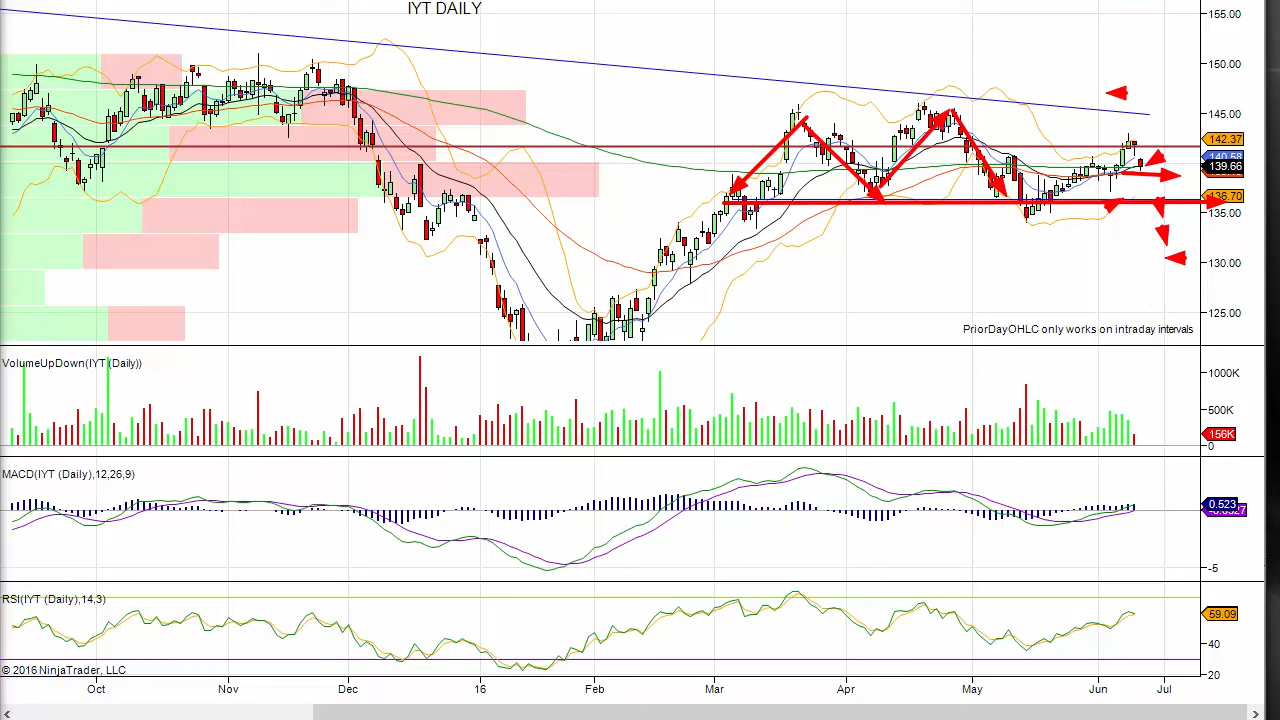 IYT DAILY
155.00
150.00
145.00
142.37
140.58
139.66
136.70
135.00
130.00
125.00
PriorDayOHLC only works on intraday intervals
VolumeUpDown(IYT (Daily))
1000K
500K
156K
0
MACD(IYT (Daily),12,26,9)
0.523
-5
RSI(IYT (Daily),14,3)
59.09
40
20
© 2016 NinjaTrader, LLC
Oct Nov Dec 16 Feb Mar Apr May Jun Jul